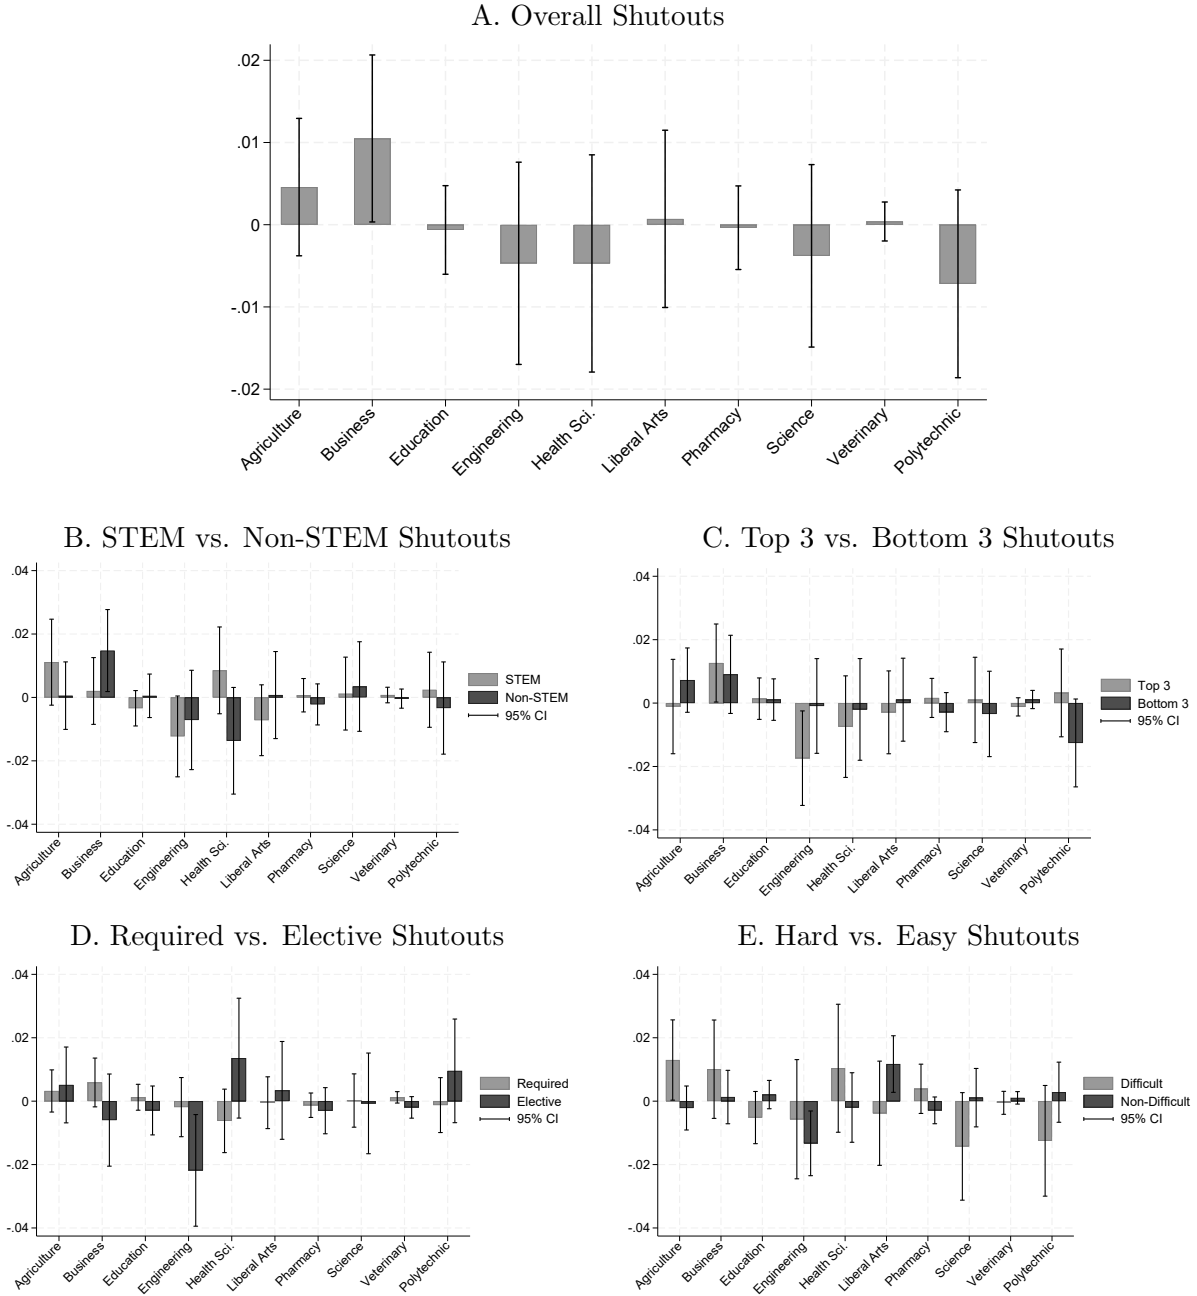 A. Overall Shutouts
.02
.01
0
-.01
-.02
Agriculture
Business
Education
Engineering
Health Sci.
Liberal Arts
Pharmacy
Science
Veterinary
Polytechnic
B. STEM vs. Non-STEM Shutouts
.04
.02
0
-.02
-.04
Agriculture
Business
Education
Engineering
Health Sci.
Liberal Arts
Pharmacy
Science
Veterinary
Polytechnic
STEM
Non-STEM
95% CI
C. Top 3 vs. Bottom 3 Shutouts
.04
.02
0
-.02
-.04
Agriculture
Business
Education
Engineering
Health Sci.
Liberal Arts
Pharmacy
Science
Veterinary
Polytechnic
Top 3
Bottom 3
95% CI
D. Required vs. Elective Shutouts
.04
.02
0
-.02
-.04
Agriculture
Business
Education
Engineering
Health Sci.
Liberal Arts
Pharmacy
Science
Veterinary
Polytechnic
Required
Elective
95% CI
E. Hard vs. Easy Shutouts
.04
.02
0
-.02
-.04
Agriculture
Business
Education
Engineering
Health Sci.
Liberal Arts
Pharmacy
Science
Veterinary
Polytechnic
Difficult
Non-Difficult
95% CI